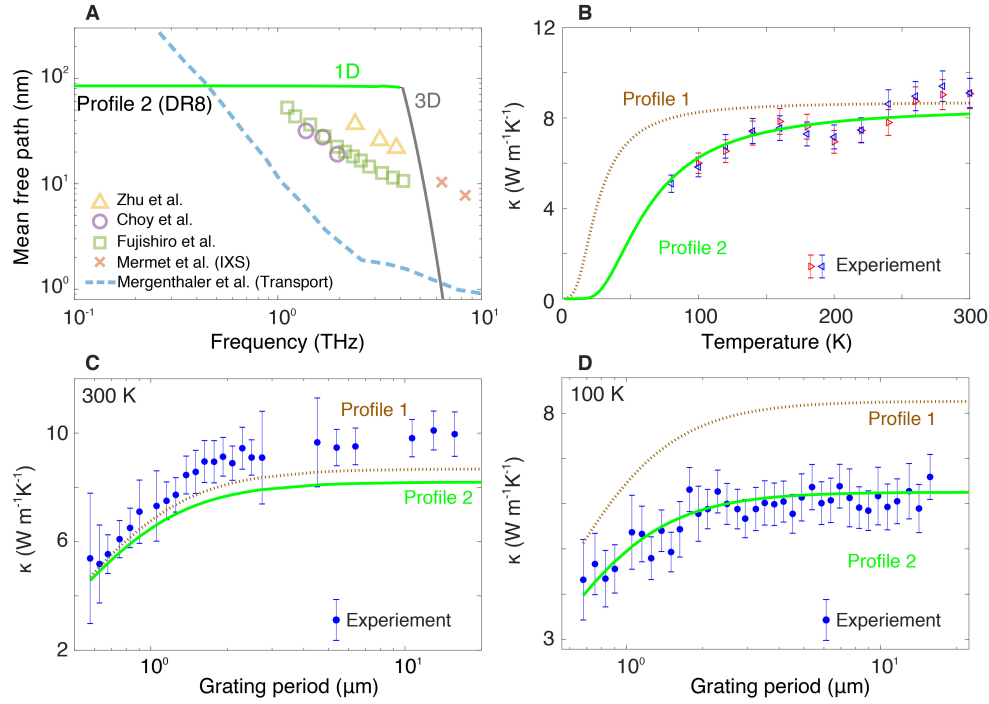 A
Mean free path (nm)
10²
10¹
10⁰
1D
3D
Profile 2 (DR8)
Zhu et al.
Choy et al.
Fujishiro et al.
Mermet et al. (IXS)
Mergenthaler et al. (Transport)
10⁻¹
10⁰
10¹
Frequency (THz)
B
κ (W m⁻¹K⁻¹)
12
8
4
0
Profile 1
Profile 2
Experiement
0
100
200
300
Temperature (K)
C
300 K
κ (W m⁻¹K⁻¹)
10
6
2
Profile 1
Profile 2
Experiement
10⁰
10¹
Grating period (μm)
D
100 K
κ (W m⁻¹K⁻¹)
8
3
Profile 1
Profile 2
Experiement
10⁰
10¹
Grating period (μm)